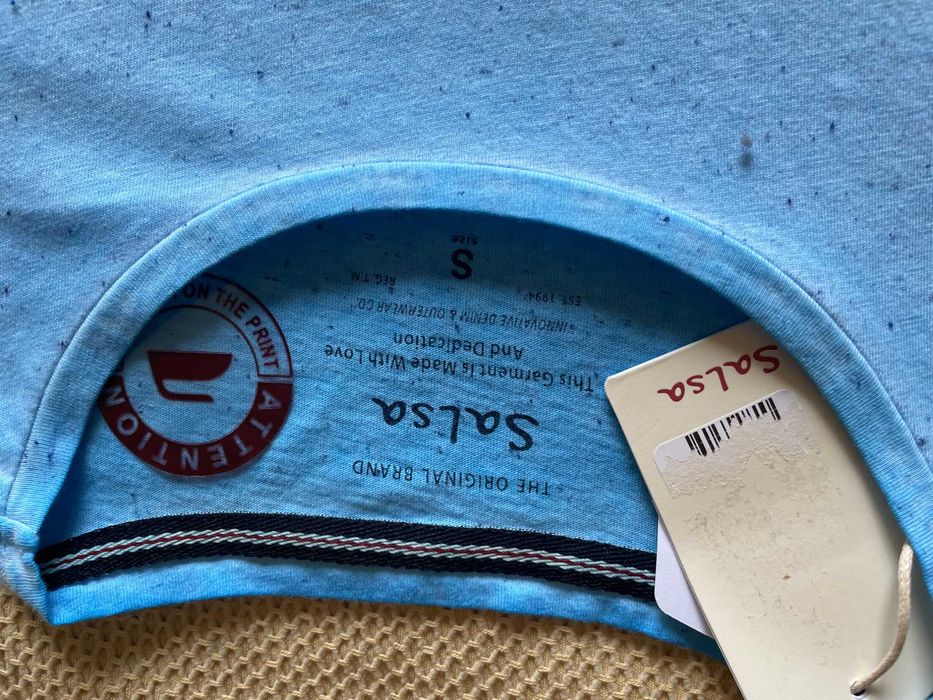 - THE ORIGINAL BRAND -
Salsa
This Garment Is Made With Love
And Dedication
INNOVATIVE DENIM & OUTERWEAR CO.
EST. 1994 REG. T.M.
S
SIZE
ATTENTION
ON THE PRINT
Salsa